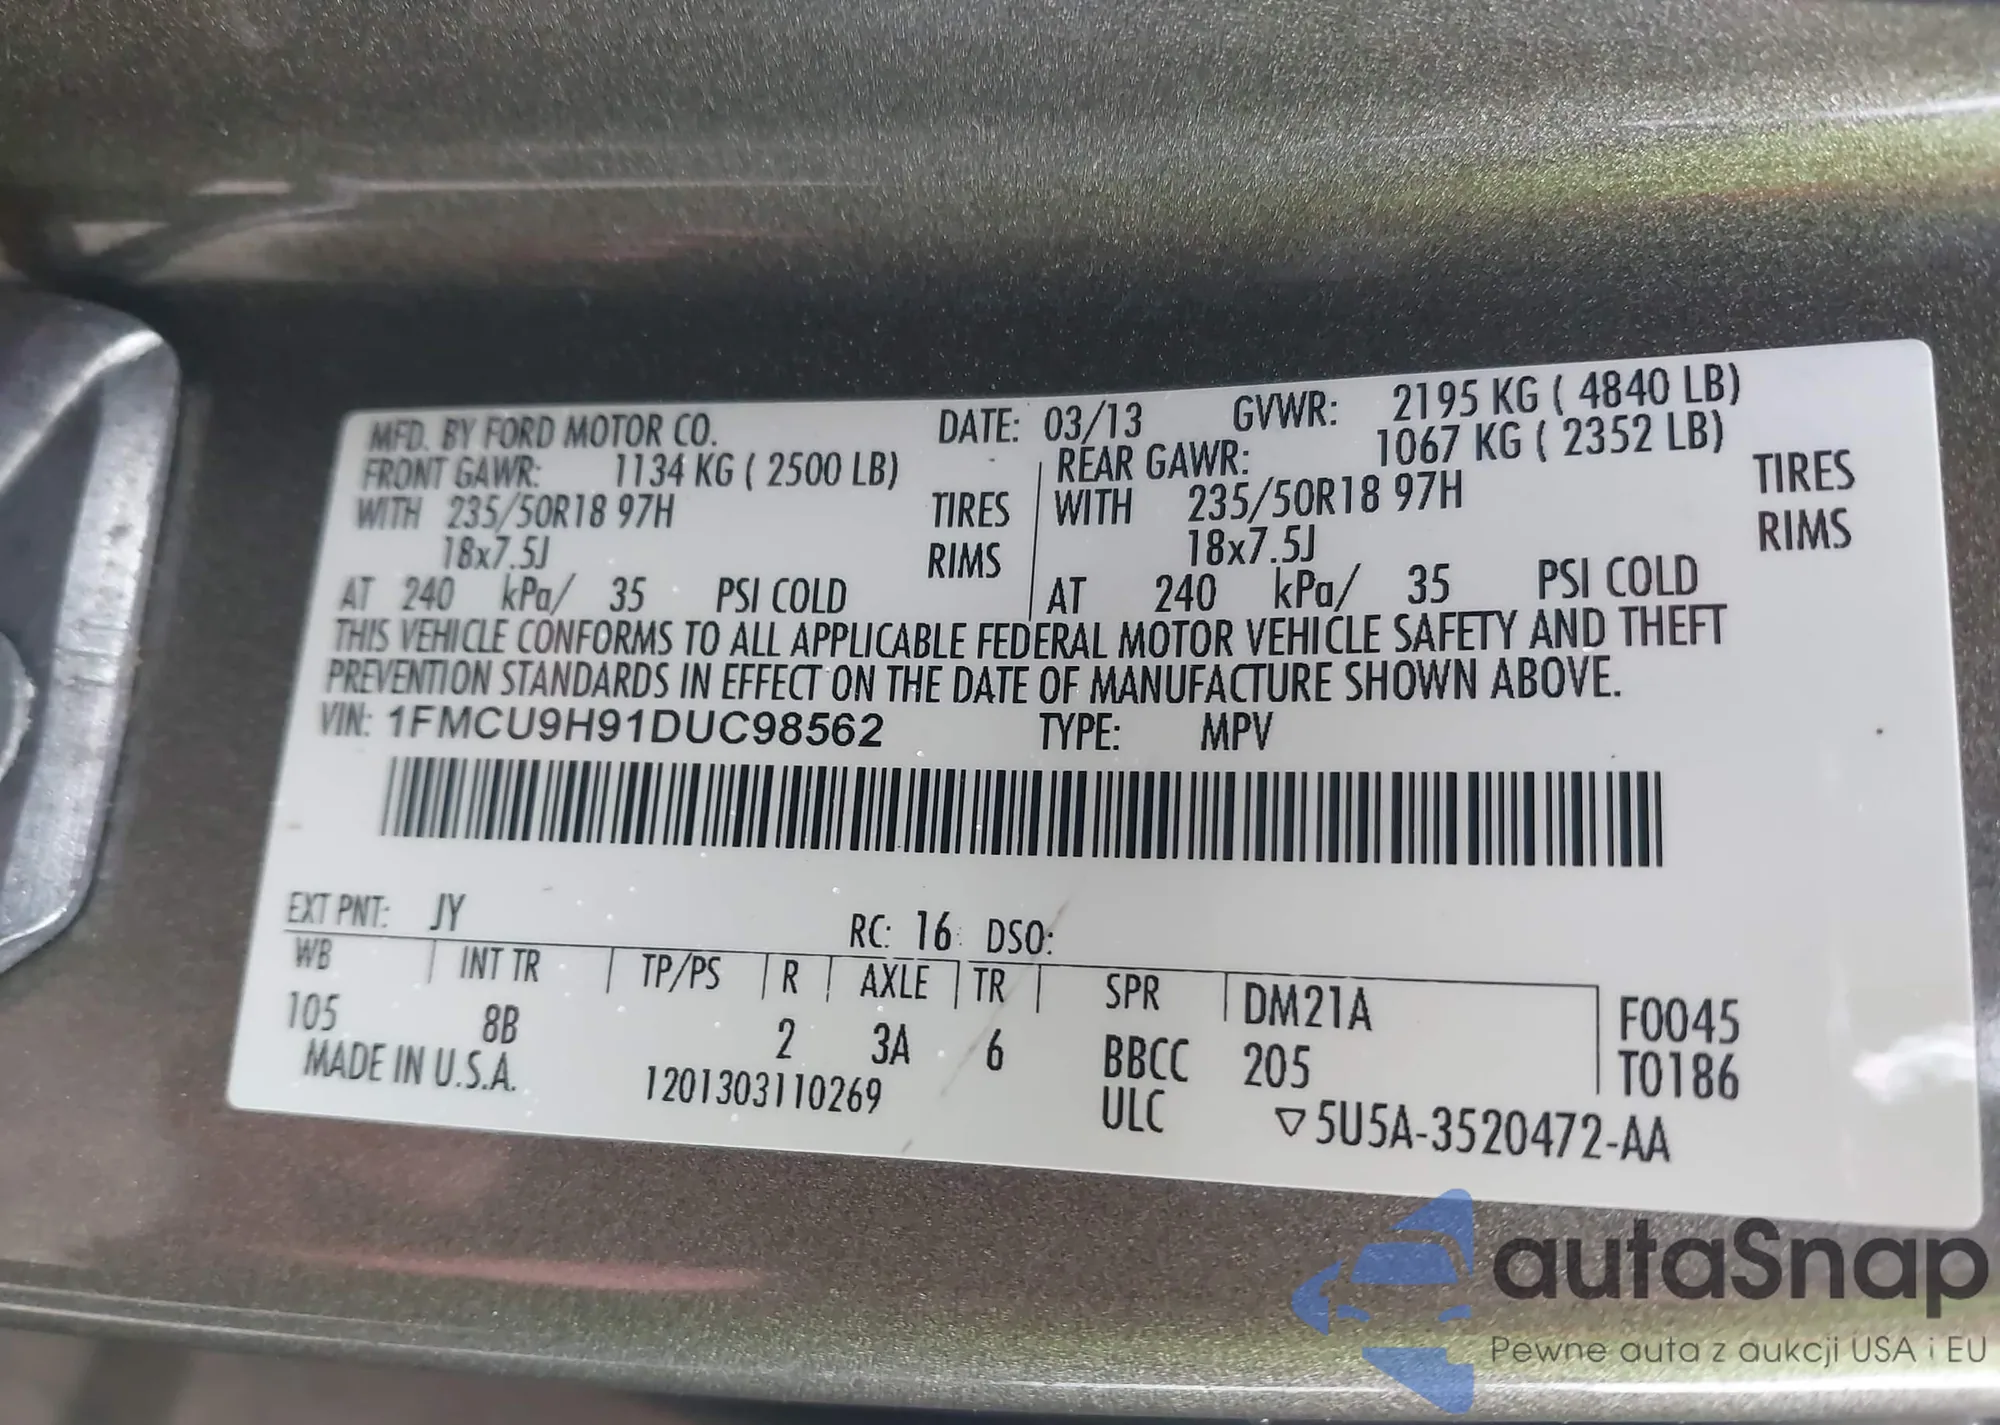 MFD. BY FORD MOTOR CO. DATE: 03/13 GVWR: 2195 KG ( 4840 LB)
FRONT GAWR: 1134 KG ( 2500 LB) REAR GAWR: 1067 KG ( 2352 LB)
WITH 235/50R18 97H TIRES WITH 235/50R18 97H TIRES
18x7.5J RIMS 18x7.5J RIMS
AT 240 kPa/ 35 PSI COLD AT 240 kPa/ 35 PSI COLD
THIS VEHICLE CONFORMS TO ALL APPLICABLE FEDERAL MOTOR VEHICLE SAFETY AND THEFT
PREVENTION STANDARDS IN EFFECT ON THE DATE OF MANUFACTURE SHOWN ABOVE.
VIN: 1FMCU9H91DUC98562 TYPE: MPV
EXT PNT: JY RC: 16 DSO:
WB INT TR TP/PS R AXLE TR SPR DM21A F0045
105 8B 2 3A 6 BBCC 205 T0186
MADE IN U.S.A. 1201303110269 ULC ▽5U5A-3520472-AA
autaSnap
Pewne auta z aukcji USA i EU